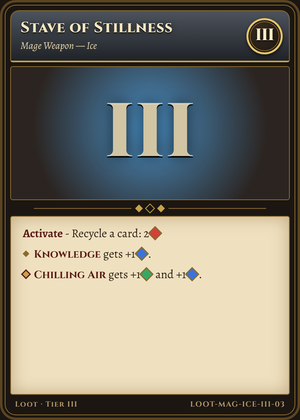 Stave of Stillness
Mage Weapon — Ice
III
III
Activate - Recycle a card: 2
Knowledge gets +1.
Chilling Air gets +1 and +1.
Loot · Tier III
LOOT-MAG-ICE-III-03